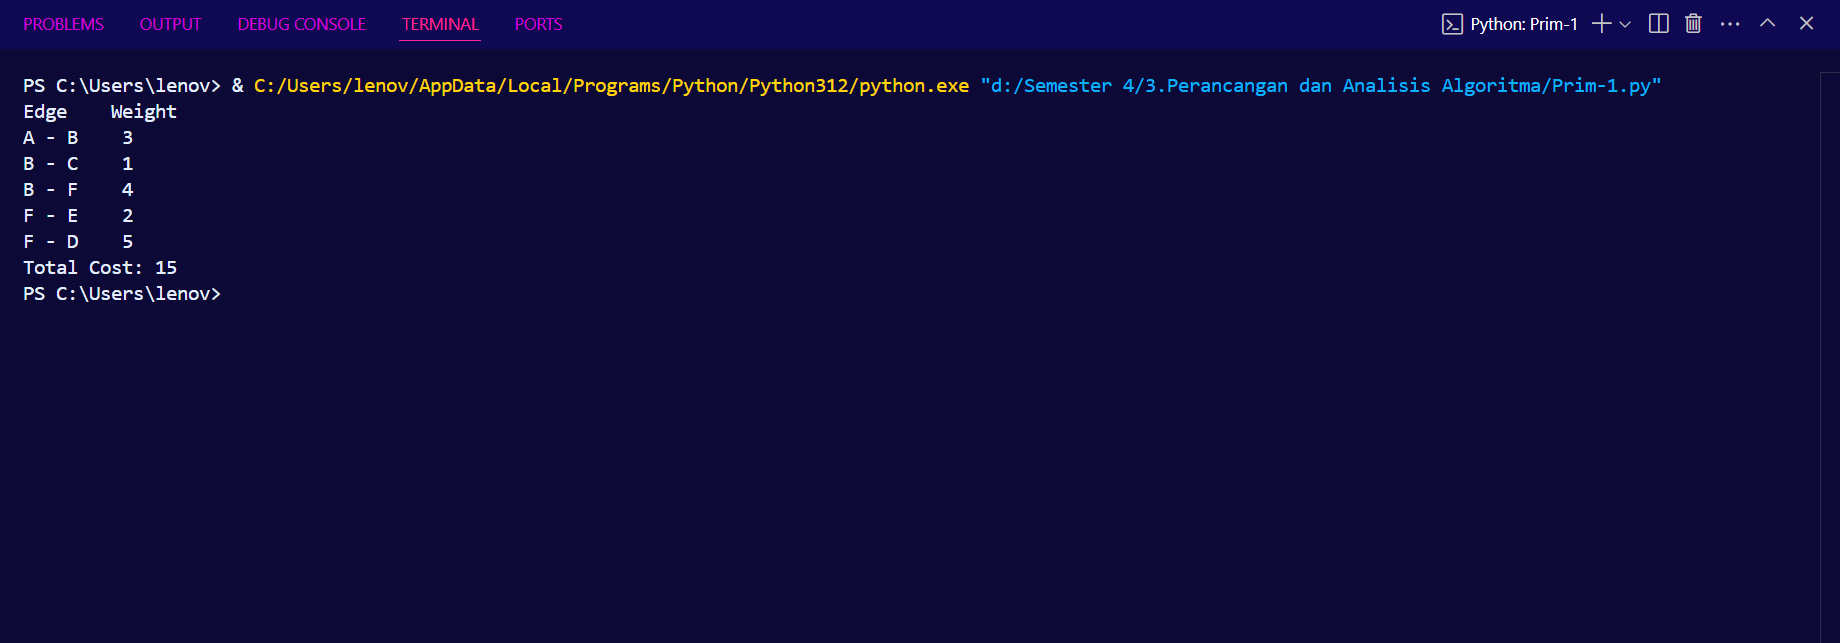 PROBLEMS OUTPUT DEBUG CONSOLE TERMINAL PORTS Python: Prim-1
PS C:\Users\lenov> & C:/Users/lenov/AppData/Local/Programs/Python/Python312/python.exe "d:/Semester 4/3.Perancangan dan Analisis Algoritma/Prim-1.py"
Edge    Weight
A - B    3
B - C    1
B - F    4
F - E    2
F - D    5
Total Cost: 15
PS C:\Users\lenov>